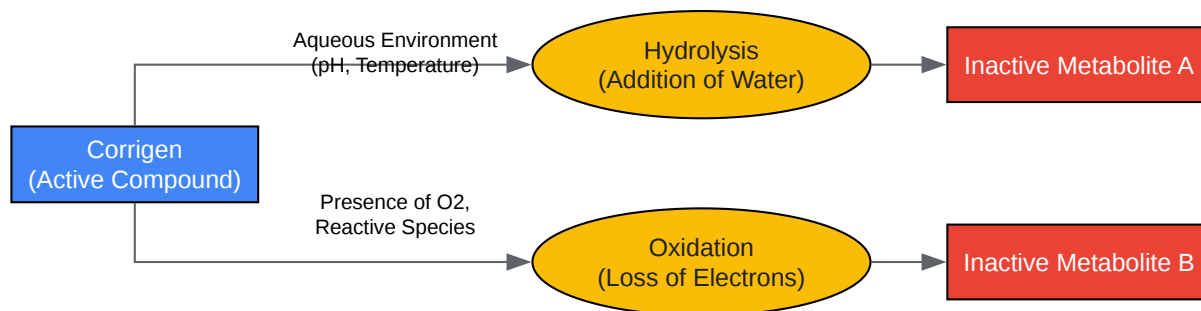 Aqueous Environment
(pH, Temperature)
Hydrolysis
(Addition of Water)
Inactive Metabolite A
Corrigen
(Active Compound)
Presence of O2,
Reactive Species
Oxidation
(Loss of Electrons)
Inactive Metabolite B